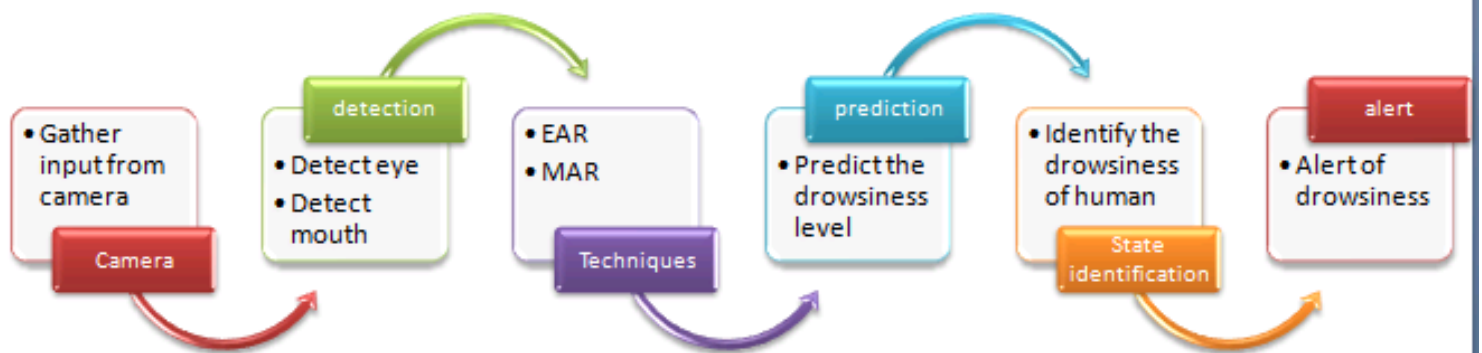 • Gather
input from
camera
Camera
detection
• Detect eye
• Detect
mouth
• EAR
• MAR
Techniques
prediction
• Predict the
drowsiness
level
• Identify the
drowsiness
of human
State
identification
alert
• Alert of
drowsiness